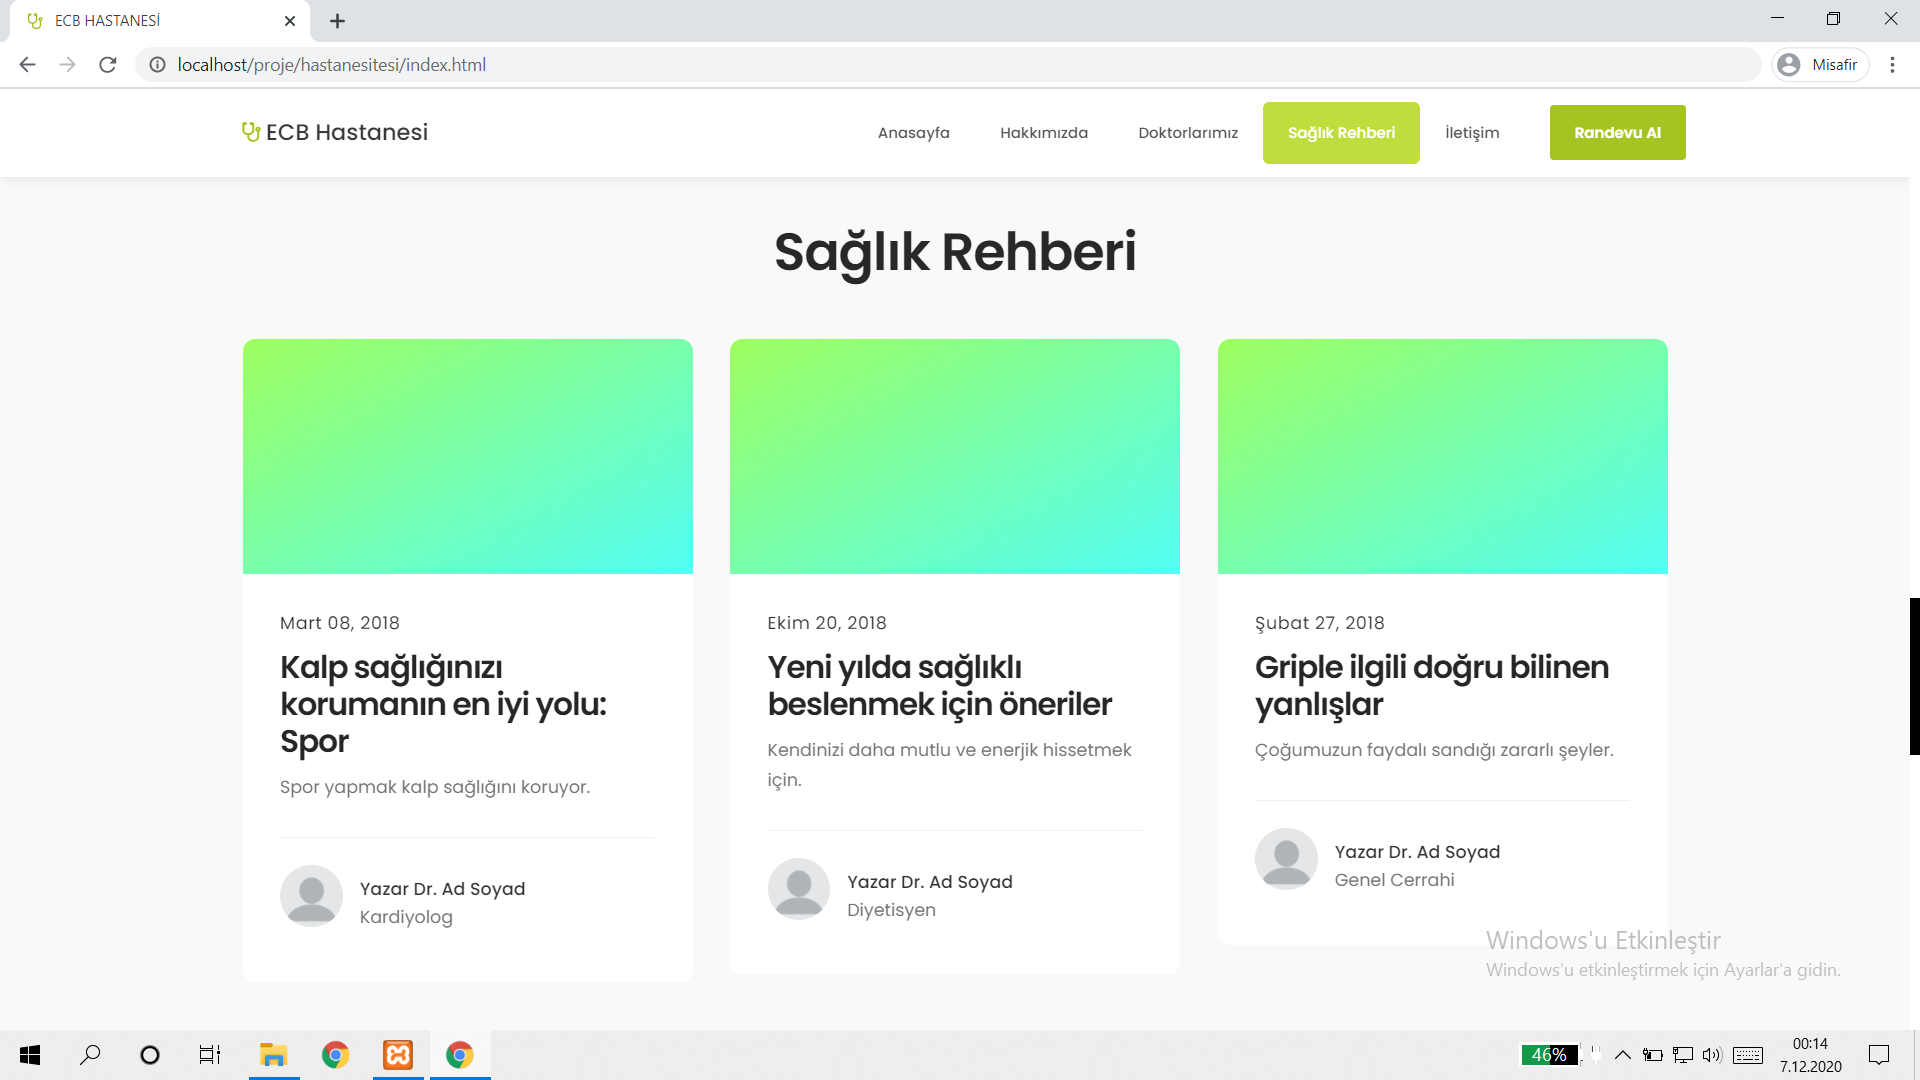 ECB HASTANESİ
localhost/proje/hastanesitesi/index.html
Misafir
ECB Hastanesi
Anasayfa
Hakkımızda
Doktorlarımız
Sağlık Rehberi
İletişim
Randevu Al
Sağlık Rehberi
Mart 08, 2018
Kalp sağlığınızı
korumanın en iyi yolu:
Spor
Spor yapmak kalp sağlığını koruyor.
Yazar Dr. Ad Soyad
Kardiyolog
Ekim 20, 2018
Yeni yılda sağlıklı
beslenmek için öneriler
Kendinizi daha mutlu ve enerjik hissetmek
için.
Yazar Dr. Ad Soyad
Diyetisyen
Şubat 27, 2018
Griple ilgili doğru bilinen
yanlışlar
Çoğumuzun faydalı sandığı zararlı şeyler.
Yazar Dr. Ad Soyad
Genel Cerrahi
Windows'u Etkinleştir
Windows'u etkinleştirmek için Ayarlar'a gidin.
46%
00:14
7.12.2020